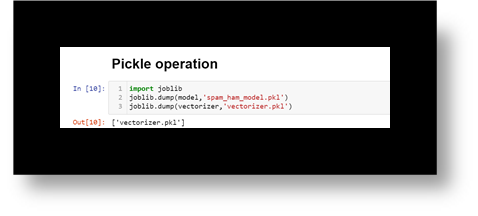 Pickle operation
In [10]:
1 import joblib
2 joblib.dump(model,'spam_ham_model.pkl')
3 joblib.dump(vectorizer,'vectorizer.pkl')
Out[10]: ['vectorizer.pkl']